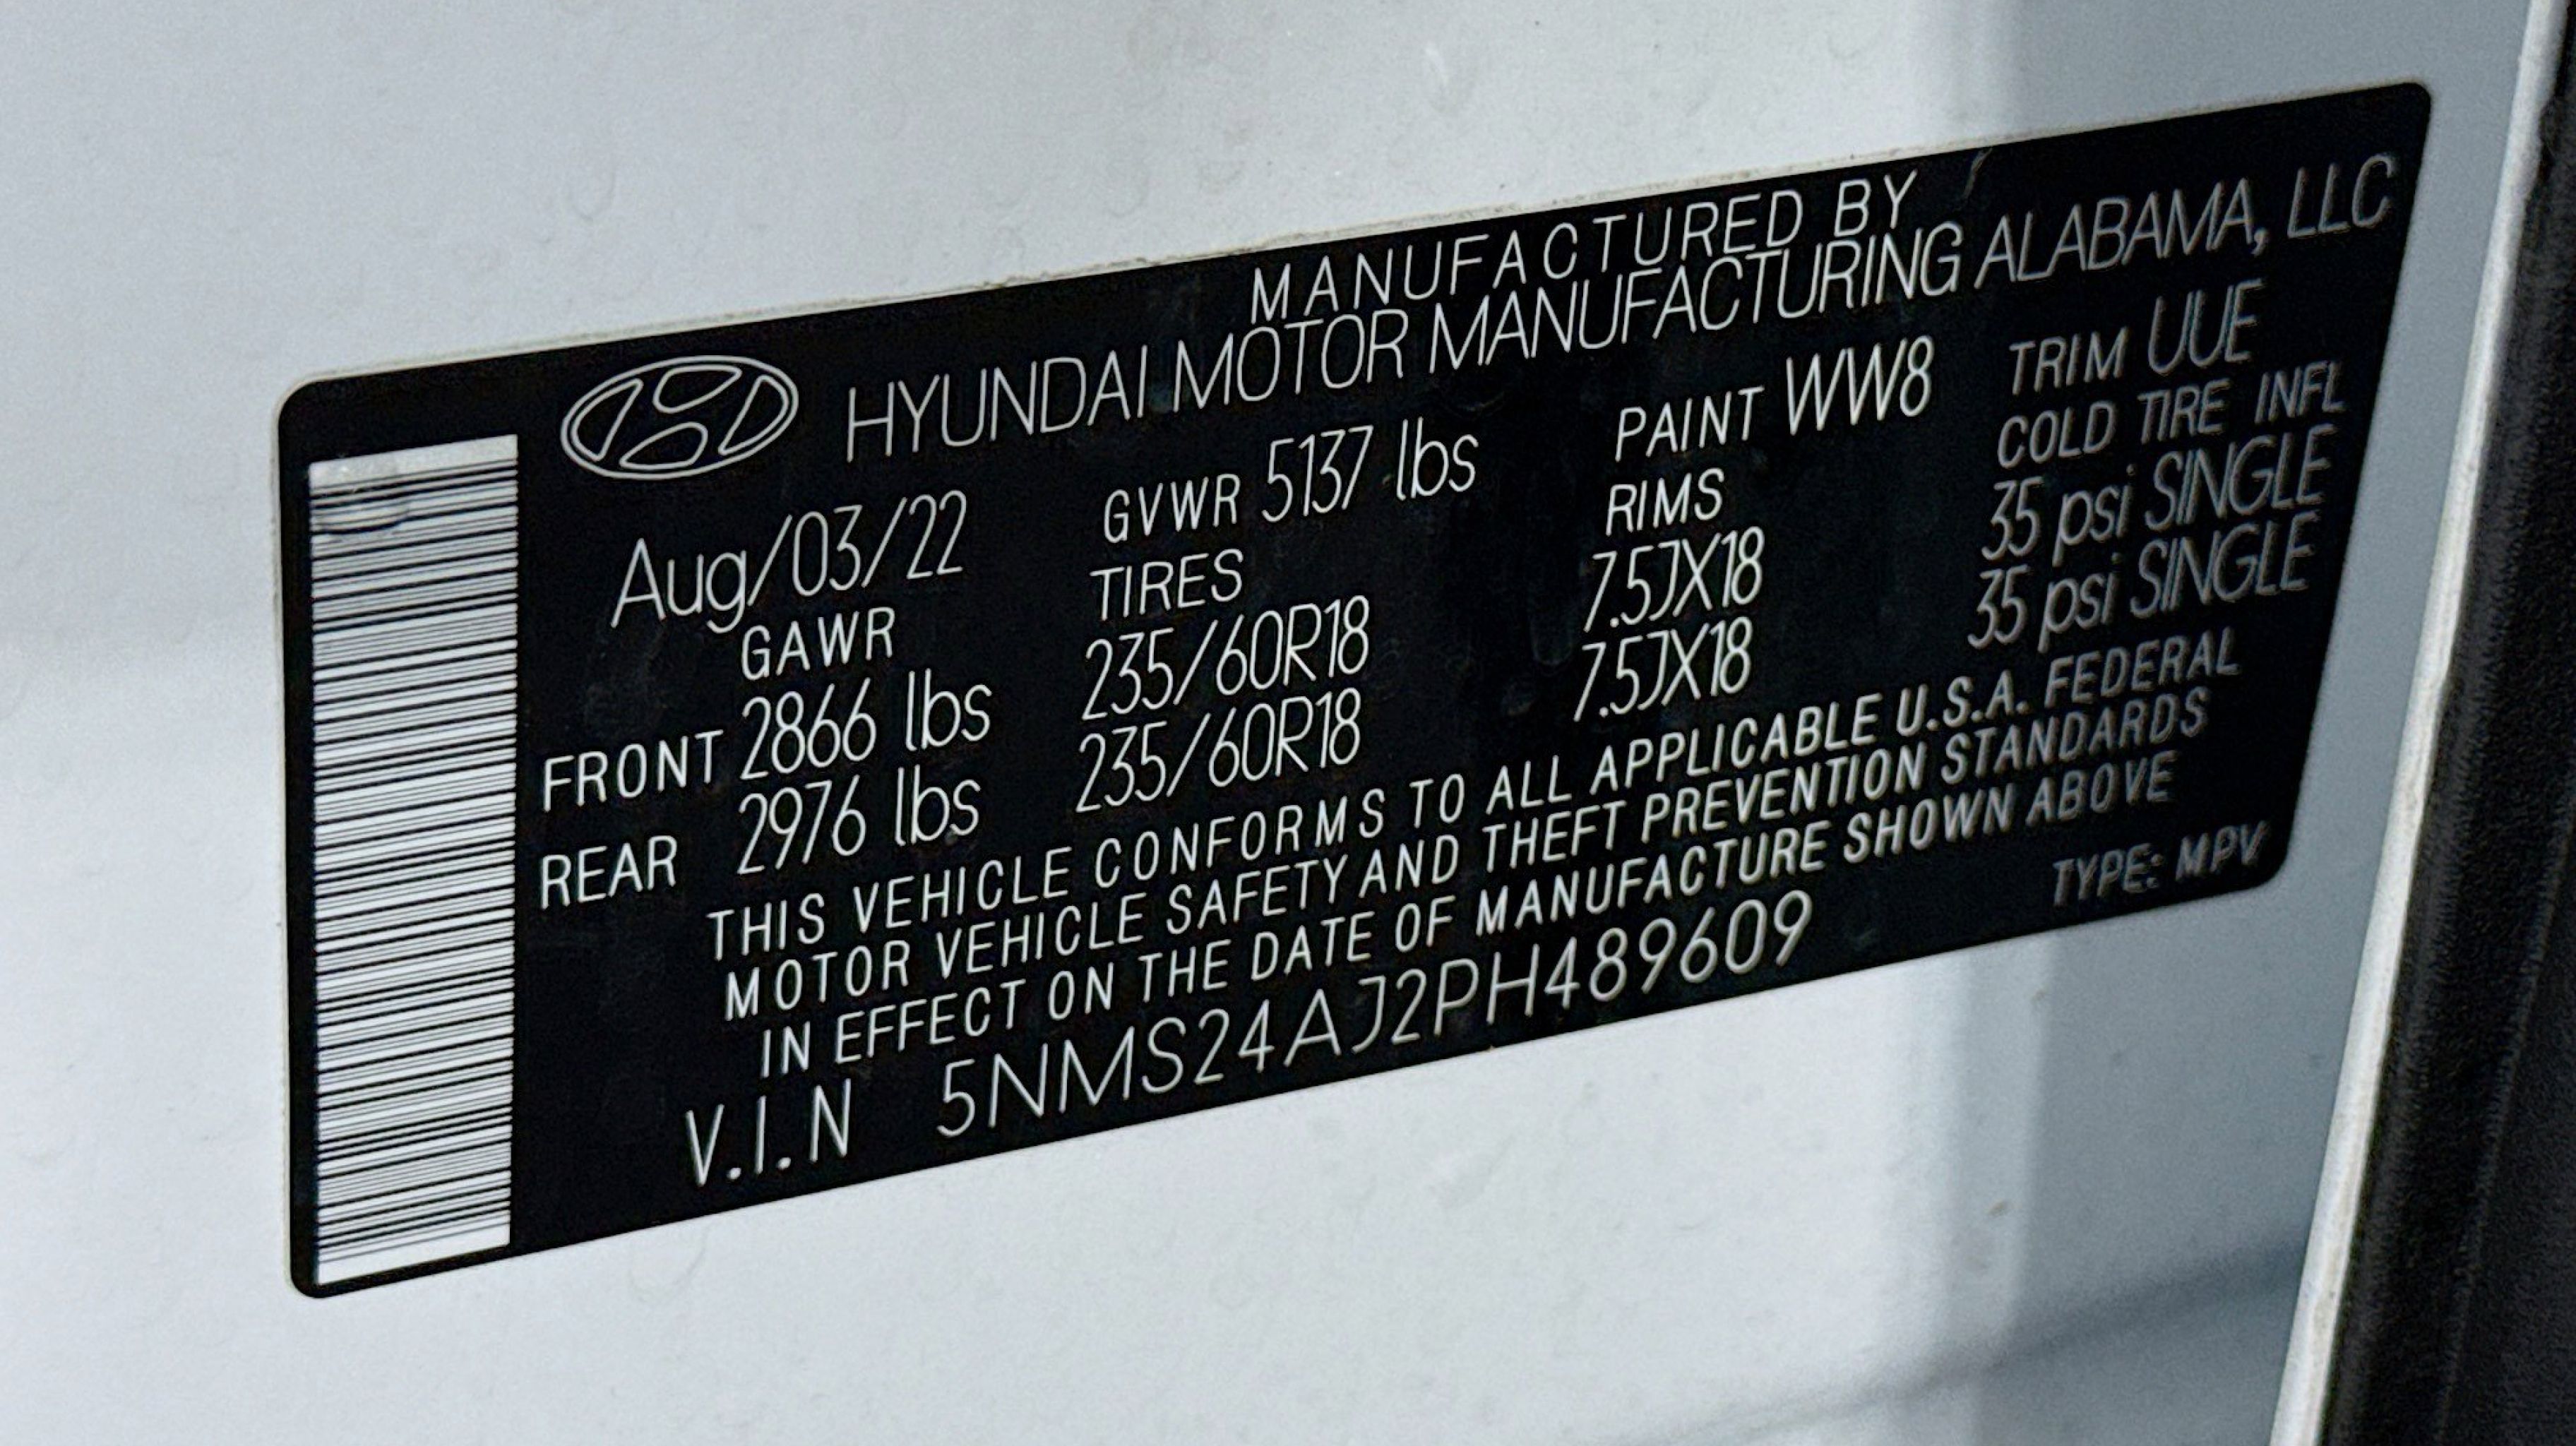 MANUFACTURED BY
HYUNDAI MOTOR MANUFACTURING ALABAMA, LLC
Aug/03/22 GVWR 5137 lbs PAINT WW8 TRIM UUE
GAWR TIRES RIMS COLD TIRE INFL
FRONT 2866 lbs 235/60R18 7.5JX18 35 psi SINGLE
REAR 2976 lbs 235/60R18 7.5JX18 35 psi SINGLE
THIS VEHICLE CONFORMS TO ALL APPLICABLE U.S.A. FEDERAL
MOTOR VEHICLE SAFETY AND THEFT PREVENTION STANDARDS
IN EFFECT ON THE DATE OF MANUFACTURE SHOWN ABOVE
V.I.N 5NMS24AJ2PH489609 TYPE: MPV